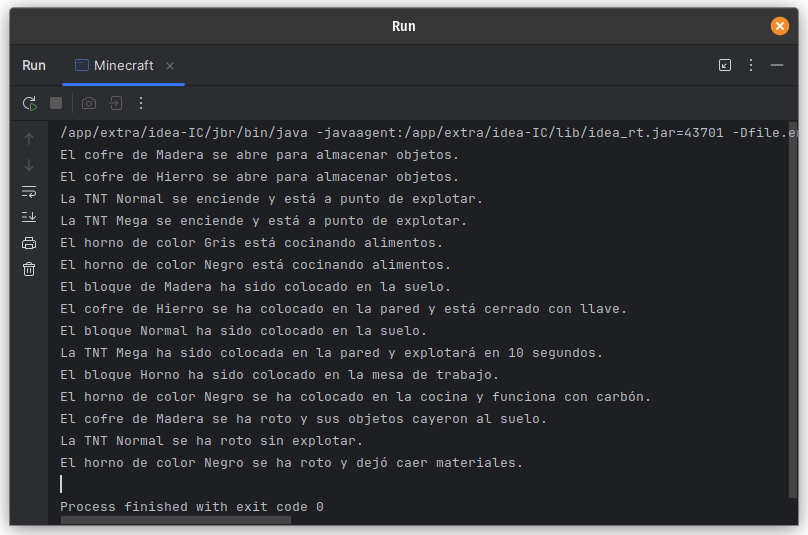 Run
Run Minecraft
/app/extra/idea-IC/jbr/bin/java -javaagent:/app/extra/idea-IC/lib/idea_rt.jar=43701 -Dfile.e
El cofre de Madera se abre para almacenar objetos.
El cofre de Hierro se abre para almacenar objetos.
La TNT Normal se enciende y está a punto de explotar.
La TNT Mega se enciende y está a punto de explotar.
El horno de color Gris está cocinando alimentos.
El horno de color Negro está cocinando alimentos.
El bloque de Madera ha sido colocado en la suelo.
El cofre de Hierro se ha colocado en la pared y está cerrado con llave.
El bloque Normal ha sido colocado en la suelo.
La TNT Mega ha sido colocada en la pared y explotará en 10 segundos.
El bloque Horno ha sido colocado en la mesa de trabajo.
El horno de color Negro se ha colocado en la cocina y funciona con carbón.
El cofre de Madera se ha roto y sus objetos cayeron al suelo.
La TNT Normal se ha roto sin explotar.
El horno de color Negro se ha roto y dejó caer materiales.
Process finished with exit code 0